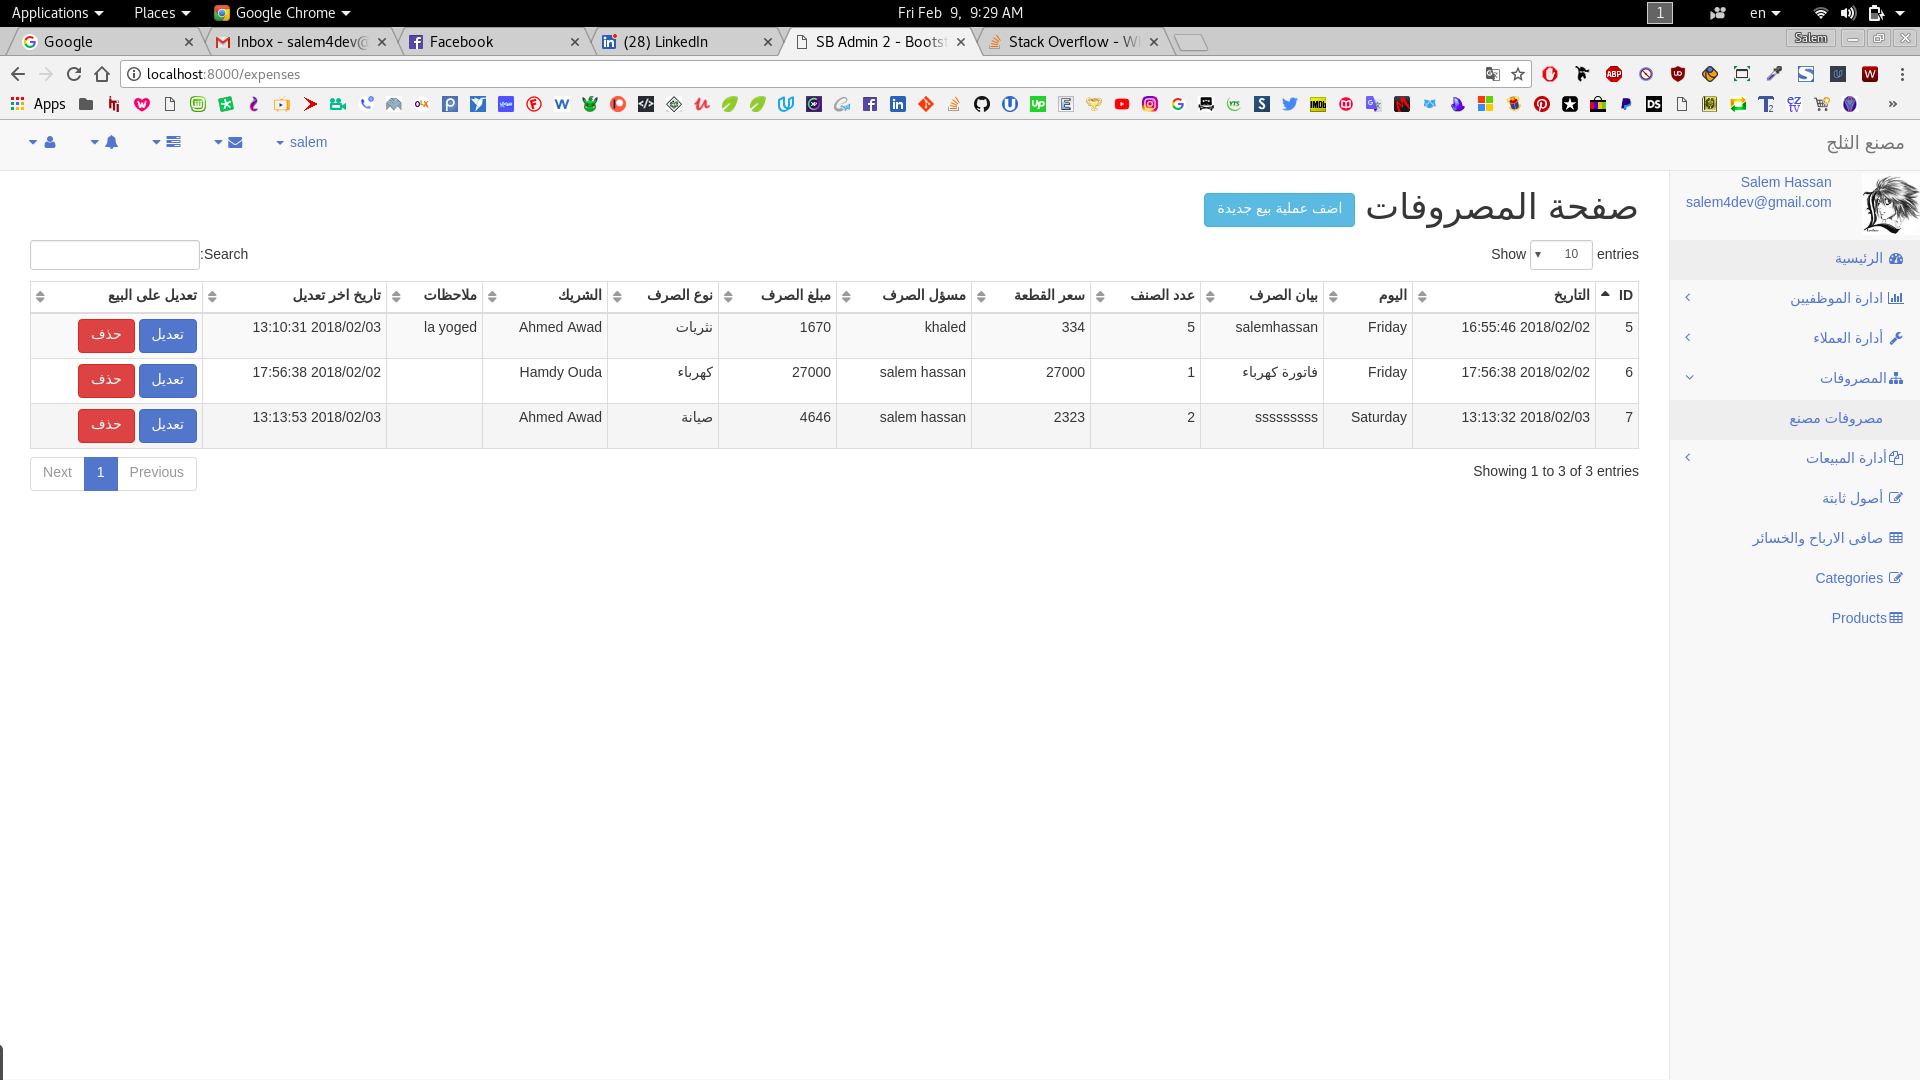 Applications Places Google Chrome Fri Feb 9, 9:29 AM 1 en
Google Inbox - salem4dev@ Facebook (28) LinkedIn SB Admin 2 - Bootst Stack Overflow - W Salem
localhost:8000/expenses
Apps
مصنع الثلج
salem
Salem Hassan
salem4dev@gmail.com
الرئيسية
ادارة الموظفيين
أدارة العملاء
المصروفات
مصروفات مصنع
أدارة المبيعات
أصول ثابتة
صافى الارباح والخسائر
Categories
Products
صفحة المصروفات اضف عملية بيع جديدة
Show 10 entries
:Search
ID التاريخ اليوم بيان الصرف عدد الصنف سعر القطعة مسؤل الصرف مبلغ الصرف نوع الصرف الشريك ملاحظات تاريخ اخر تعديل تعديل على البيع
5 16:55:46 2018/02/02 Friday salemhassan 5 334 khaled 1670 نثريات Ahmed Awad la yoged 13:10:31 2018/02/03 تعديل حذف
6 17:56:38 2018/02/02 Friday فاتورة كهرباء 1 27000 salem hassan 27000 كهرباء Hamdy Ouda 17:56:38 2018/02/02 تعديل حذف
7 13:13:32 2018/02/03 Saturday sssssssss 2 2323 salem hassan 4646 صيانة Ahmed Awad 13:13:53 2018/02/03 تعديل حذف
Showing 1 to 3 of 3 entries
Previous 1 Next